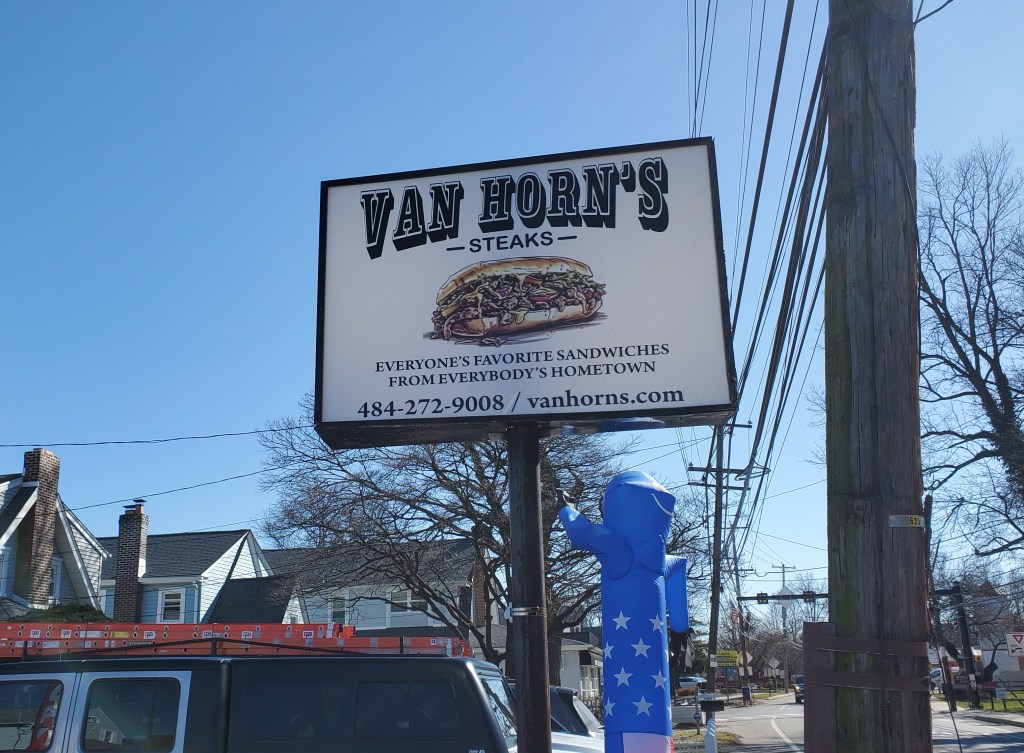 VAN HORN'S
STEAKS
EVERYONE'S FAVORITE SANDWICHES
FROM EVERYBODY'S HOMETOWN
484-272-9008 / vanhorns.com